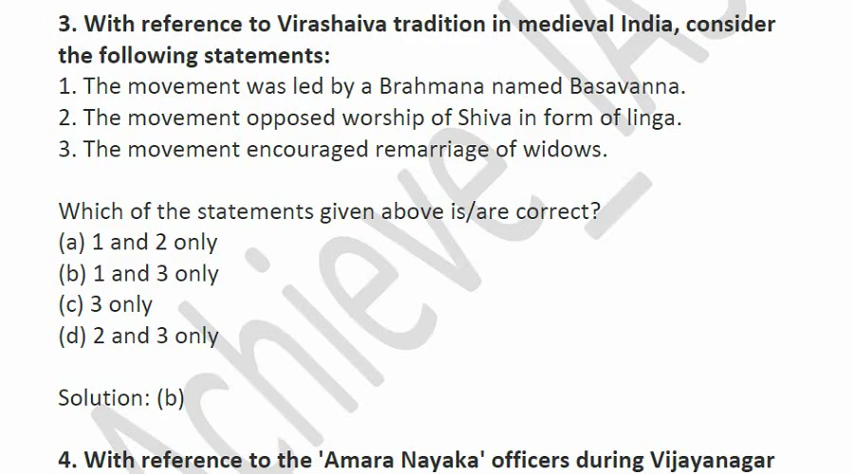 3. With reference to Virashaiva tradition in medieval India, consider
the following statements:
1. The movement was led by a Brahmana named Basavanna.
2. The movement opposed worship of Shiva in form of linga.
3. The movement encouraged remarriage of widows.
Which of the statements given above is/are correct?
(a) 1 and 2 only
(b) 1 and 3 only
(c) 3 only
(d) 2 and 3 only
Solution: (b)
4. With reference to the 'Amara Nayaka' officers during Vijayanagar
Achieve_IAS